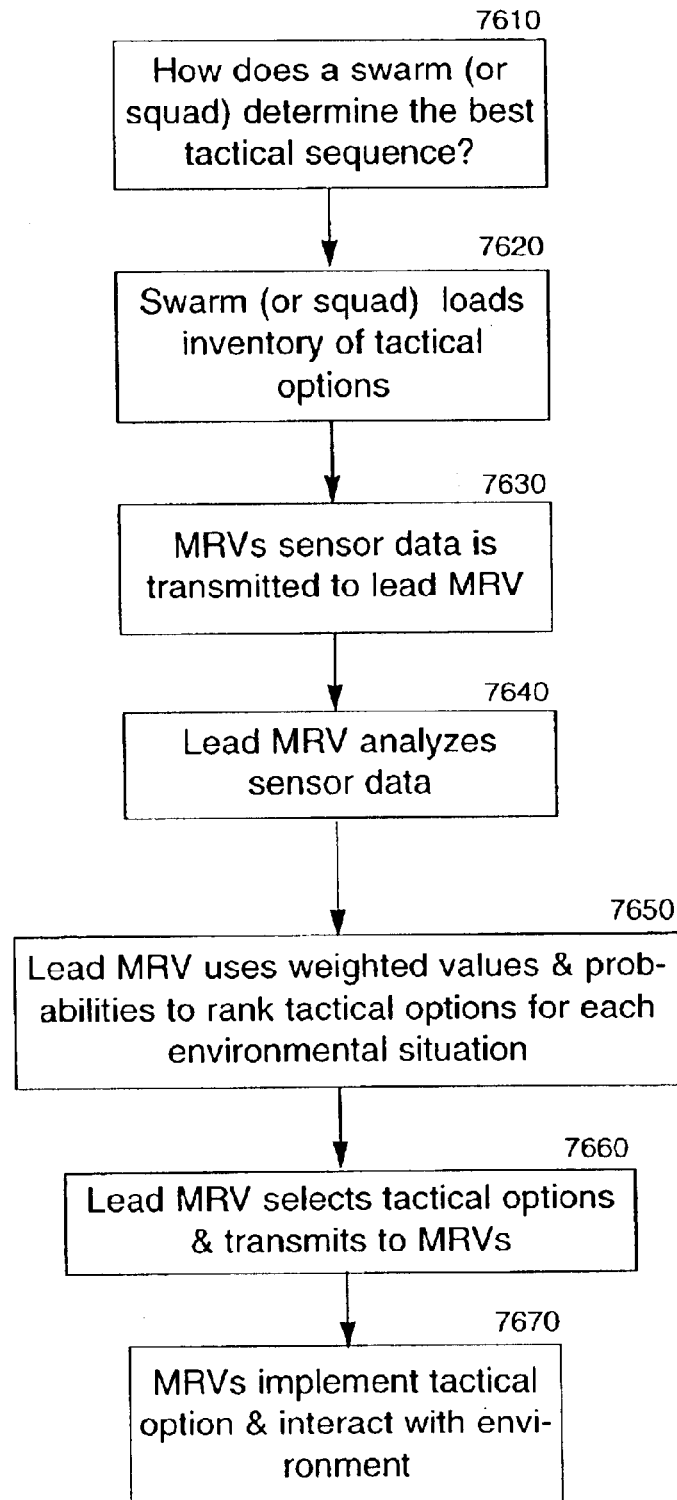 7610
How does a swarm (or
squad) determine the best
tactical sequence?
7620
Swarm (or squad) loads
inventory of tactical
options
7630
MRVs sensor data is
transmitted to lead MRV
7640
Lead MRV analyzes
sensor data
7650
Lead MRV uses weighted values & prob-
abilities to rank tactical options for each
environmental situation
7660
Lead MRV selects tactical options
& transmits to MRVs
7670
MRVs implement tactical
option & interact with envi-
ronment